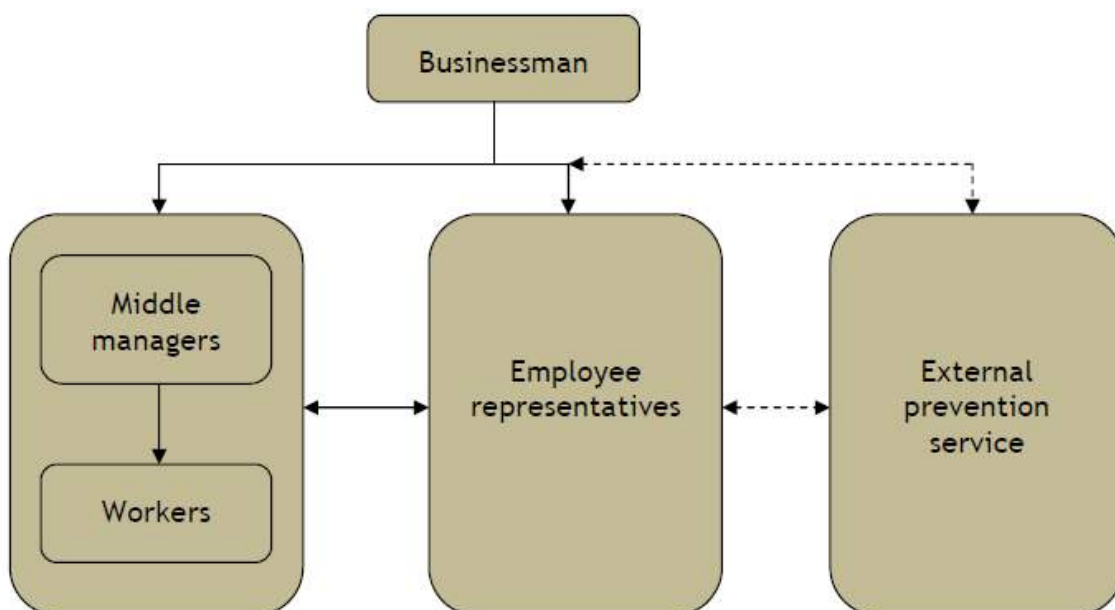 Businessman
Middle
managers
Workers
Employee
representatives
External
prevention
service